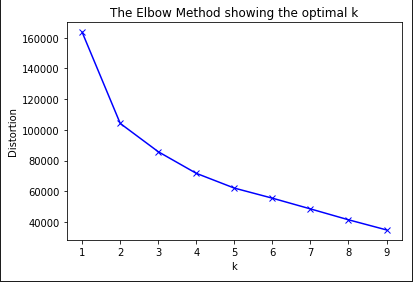 The Elbow Method showing the optimal k
160000
140000
120000
100000
80000
60000
40000
Distortion
1 2 3 4 5 6 7 8 9
k